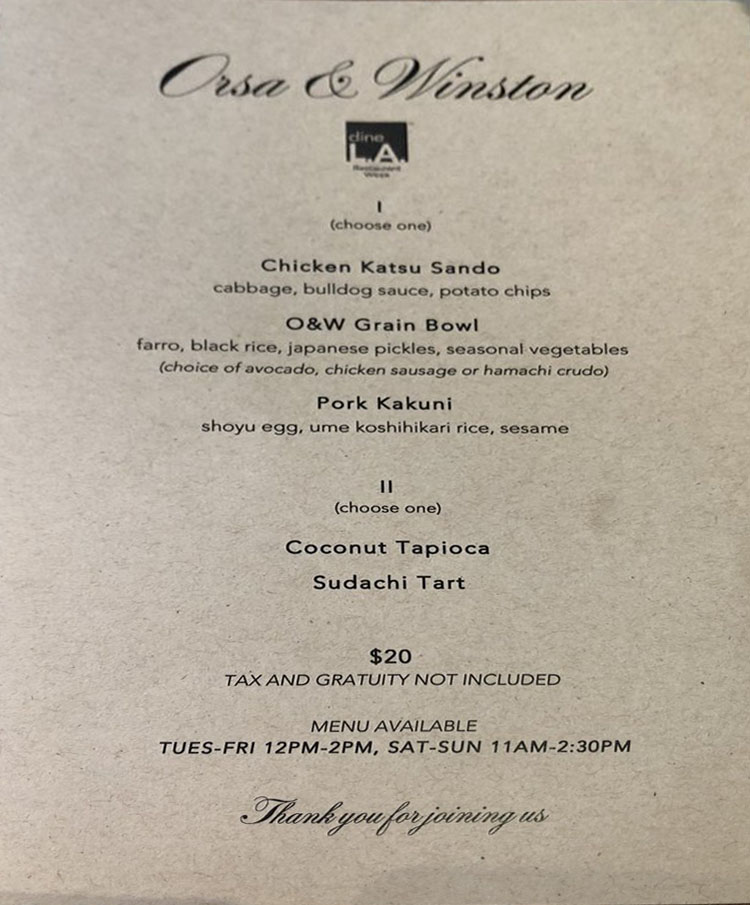 Orsa & Winston
dine
L.A.
Restaurant
Week
I
(choose one)
Chicken Katsu Sando
cabbage, bulldog sauce, potato chips
O&W Grain Bowl
farro, black rice, japanese pickles, seasonal vegetables
(choice of avocado, chicken sausage or hamachi crudo)
Pork Kakuni
shoyu egg, ume koshihikari rice, sesame
II
(choose one)
Coconut Tapioca
Sudachi Tart
$20
TAX AND GRATUITY NOT INCLUDED
MENU AVAILABLE
TUES-FRI 12PM-2PM, SAT-SUN 11AM-2:30PM
Thank you for joining us